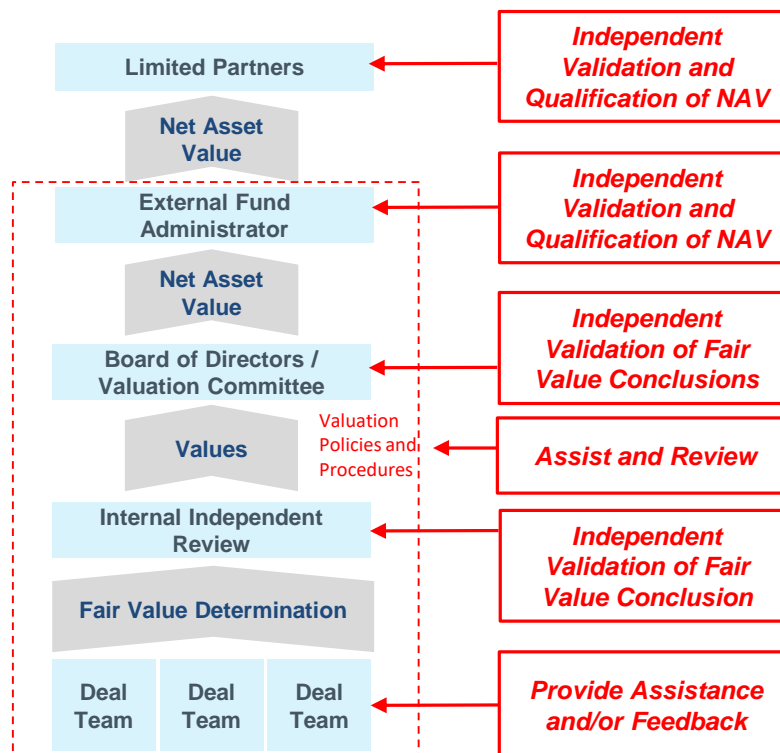 Limited Partners
Independent
Validation and
Qualification of NAV
Net Asset
Value
External Fund
Administrator
Independent
Validation and
Qualification of NAV
Net Asset
Value
Board of Directors /
Valuation Committee
Independent
Validation of Fair
Value Conclusions
Values
Valuation
Policies and
Procedures
Assist and Review
Internal Independent
Review
Independent
Validation of Fair
Value Conclusion
Fair Value Determination
Deal
Team
Deal
Team
Deal
Team
Provide Assistance
and/or Feedback